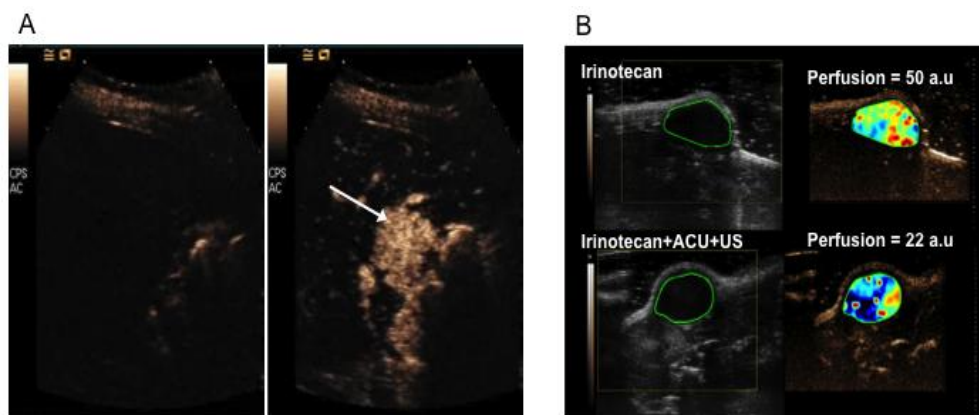 A
B
CPS
AC
CPS
AC
Irinotecan
Perfusion = 50 a.u
Irinotecan+ACU+US
Perfusion = 22 a.u